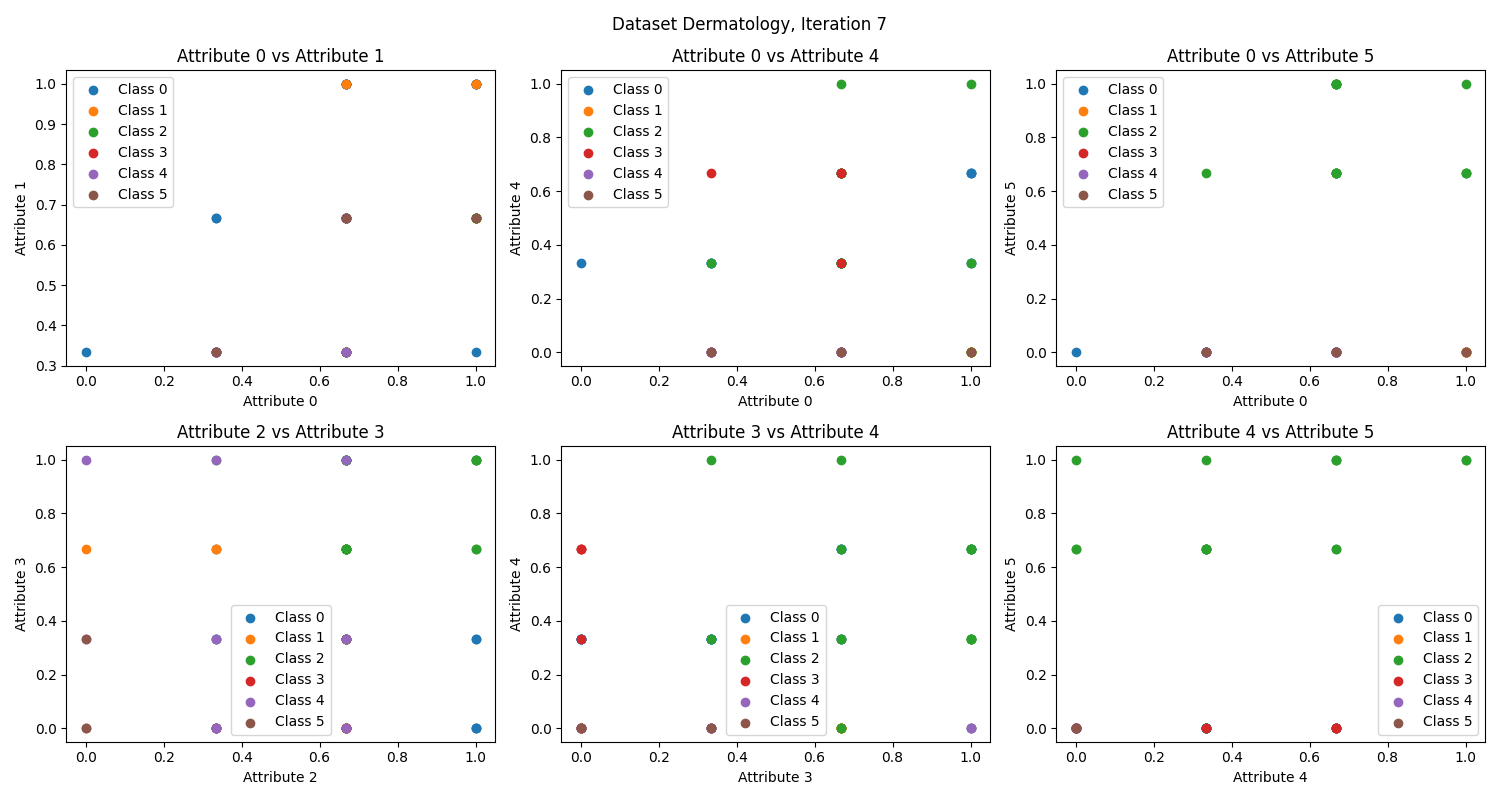 Dataset Dermatology, Iteration 7
Attribute 0 vs Attribute 1
1.0
0.9
0.8
0.7
0.6
0.5
0.4
0.3
Attribute 1
Class 0
Class 1
Class 2
Class 3
Class 4
Class 5
0.0 0.2 0.4 0.6 0.8 1.0
Attribute 0
Attribute 0 vs Attribute 4
1.0
0.8
0.6
0.4
0.2
0.0
Attribute 4
Class 0
Class 1
Class 2
Class 3
Class 4
Class 5
0.0 0.2 0.4 0.6 0.8 1.0
Attribute 0
Attribute 0 vs Attribute 5
1.0
0.8
0.6
0.4
0.2
0.0
Attribute 5
Class 0
Class 1
Class 2
Class 3
Class 4
Class 5
0.0 0.2 0.4 0.6 0.8 1.0
Attribute 0
Attribute 2 vs Attribute 3
1.0
0.8
0.6
0.4
0.2
0.0
Attribute 3
Class 0
Class 1
Class 2
Class 3
Class 4
Class 5
0.0 0.2 0.4 0.6 0.8 1.0
Attribute 2
Attribute 3 vs Attribute 4
1.0
0.8
0.6
0.4
0.2
0.0
Attribute 4
Class 0
Class 1
Class 2
Class 3
Class 4
Class 5
0.0 0.2 0.4 0.6 0.8 1.0
Attribute 3
Attribute 4 vs Attribute 5
1.0
0.8
0.6
0.4
0.2
0.0
Attribute 5
Class 0
Class 1
Class 2
Class 3
Class 4
Class 5
0.0 0.2 0.4 0.6 0.8 1.0
Attribute 4